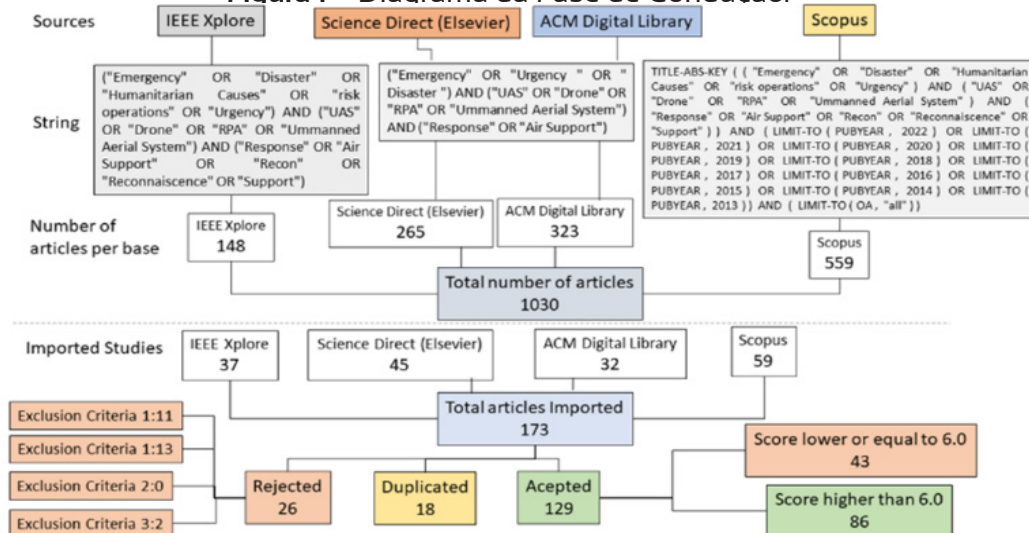 Sources
IEEE Xplore
Science Direct (Elsevier)
ACM Digital Library
Scopus
String
("Emergency" OR "Disaster" OR
"Humanitarian Causes" OR "risk
operations" OR "Urgency") AND ("UAS"
OR "Drone" OR "RPA" OR "Ummanned
Aerial System") AND ("Response" OR "Air
Support" OR "Recon" OR
"Reconnaiscence" OR "Support")
("Emergency" OR "Urgency " OR "
Disaster ") AND ("UAS" OR "Drone" OR
"RPA" OR "Ummanned Aerial System")
AND ("Response" OR "Air Support")
TITLE-ABS-KEY ( ( "Emergency" OR "Disaster" OR "Humanitarian
Causes" OR "risk operations" OR "Urgency" ) AND ( "UAS" OR
"Drone" OR "RPA" OR "Ummanned Aerial System" ) AND (
"Response" OR "Air Support" OR "Recon" OR "Reconnaiscence" OR
"Support" ) ) AND ( LIMIT-TO ( PUBYEAR , 2022 ) OR LIMIT-TO (
PUBYEAR , 2021 ) OR LIMIT-TO ( PUBYEAR , 2020 ) OR LIMIT-TO (
PUBYEAR , 2019 ) OR LIMIT-TO ( PUBYEAR , 2018 ) OR LIMIT-TO (
PUBYEAR , 2017 ) OR LIMIT-TO ( PUBYEAR , 2016 ) OR LIMIT-TO (
PUBYEAR , 2015 ) OR LIMIT-TO ( PUBYEAR , 2014 ) OR LIMIT-TO (
PUBYEAR , 2013 ) ) AND ( LIMIT-TO ( OA , "all" ) )
Number of
articles per base
IEEE Xplore
148
Science Direct (Elsevier)
265
ACM Digital Library
323
Scopus
559
Total number of articles
1030
Imported Studies
IEEE Xplore
37
Science Direct (Elsevier)
45
ACM Digital Library
32
Scopus
59
Total articles Imported
173
Exclusion Criteria 1:11
Exclusion Criteria 1:13
Exclusion Criteria 2:0
Exclusion Criteria 3:2
Rejected
26
Duplicated
18
Acepted
129
Score lower or equal to 6.0
43
Score higher than 6.0
86